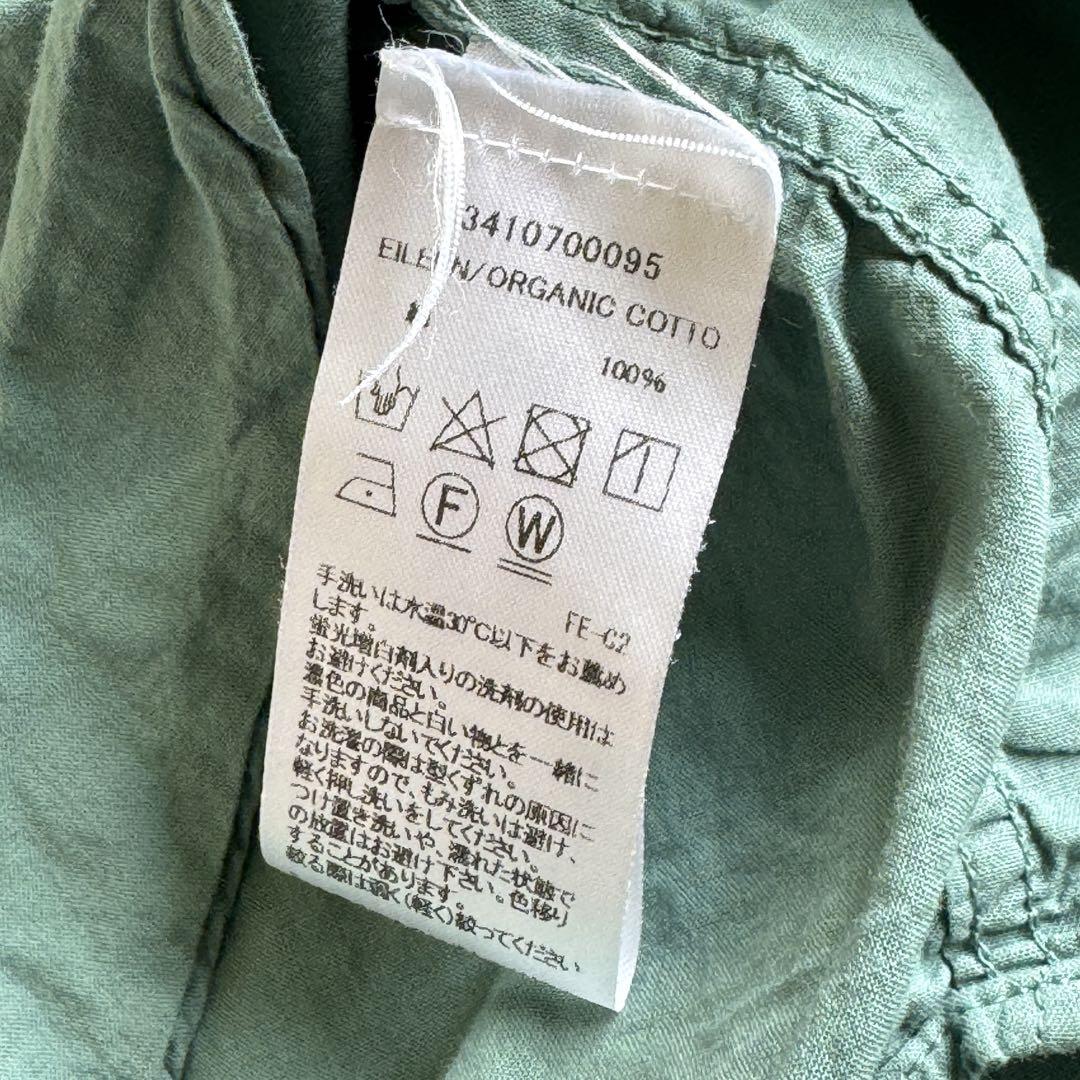 3410700095
EILEEN/ORGANIC COTTO
100%
F
W
FE-C2
手洗いは水温30℃以下をお勧め
します。
蛍光増白剤入りの洗剤の使用は
お避けください。
濃色の商品と白い物とを一緒に
手洗いしないでください。
お洗濯の際は型くずれの原因に
なりますので、もみ洗いは避け、
軽く押し洗いをしてください。
つけ置き洗いや、濡れた状態で
の放置はお避け下さい。色移り
することがあります。
絞る際は弱く(軽く)絞ってください